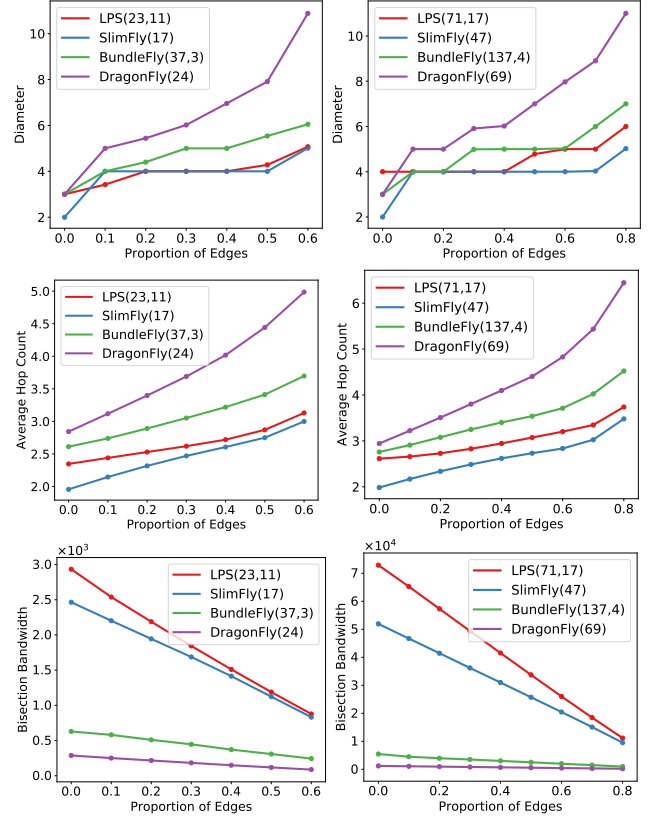 LPS(23,11)
SlimFly(17)
BundleFly(37,3)
DragonFly(24)
Diameter
10
8
6
4
2
0.0 0.1 0.2 0.3 0.4 0.5 0.6
Proportion of Edges
LPS(71,17)
SlimFly(47)
BundleFly(137,4)
DragonFly(69)
Diameter
10
8
6
4
2
0.0 0.2 0.4 0.6 0.8
Proportion of Edges
LPS(23,11)
SlimFly(17)
BundleFly(37,3)
DragonFly(24)
Average Hop Count
5.0
4.5
4.0
3.5
3.0
2.5
2.0
0.0 0.1 0.2 0.3 0.4 0.5 0.6
Proportion of Edges
LPS(71,17)
SlimFly(47)
BundleFly(137,4)
DragonFly(69)
Average Hop Count
6
5
4
3
2
0.0 0.2 0.4 0.6 0.8
Proportion of Edges
×10³
LPS(23,11)
SlimFly(17)
BundleFly(37,3)
DragonFly(24)
Bisection Bandwidth
3.0
2.5
2.0
1.5
1.0
0.5
0.0
0.0 0.1 0.2 0.3 0.4 0.5 0.6
Proportion of Edges
×10⁴
LPS(71,17)
SlimFly(47)
BundleFly(137,4)
DragonFly(69)
Bisection Bandwidth
7
6
5
4
3
2
1
0
0.0 0.2 0.4 0.6 0.8
Proportion of Edges